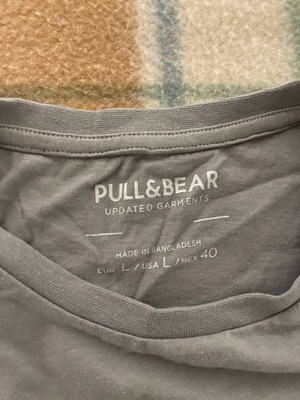 PULL&BEAR
UPDATED GARMENTS
MADE IN BANGLADESH
EUR L / USA L / MEX 40